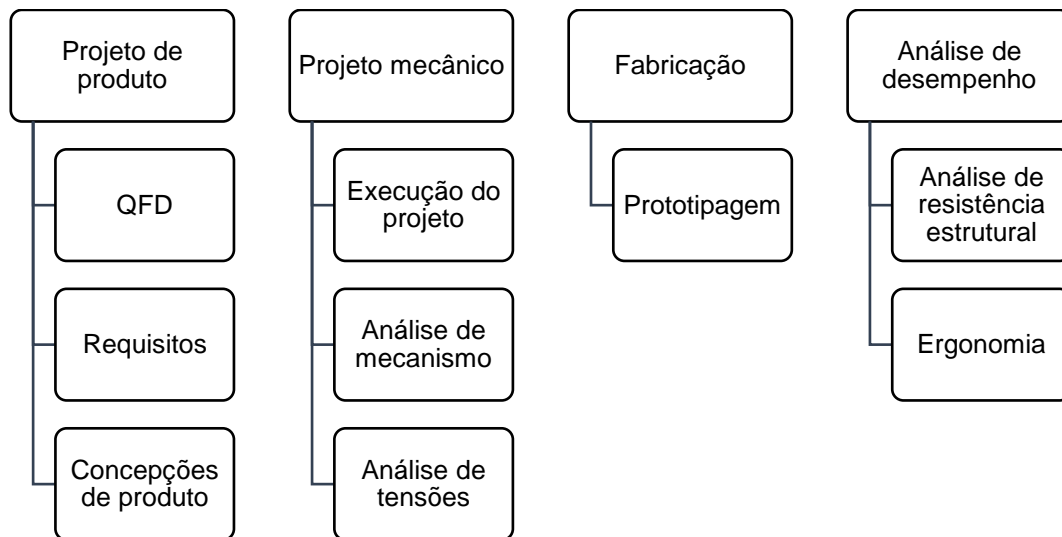 Projeto de
produto
QFD
Requisitos
Concepções
de produto
Projeto mecânico
Execução do
projeto
Análise de
mecanismo
Análise de
tensões
Fabricação
Prototipagem
Análise de
desempenho
Análise de
resistência
estrutural
Ergonomia